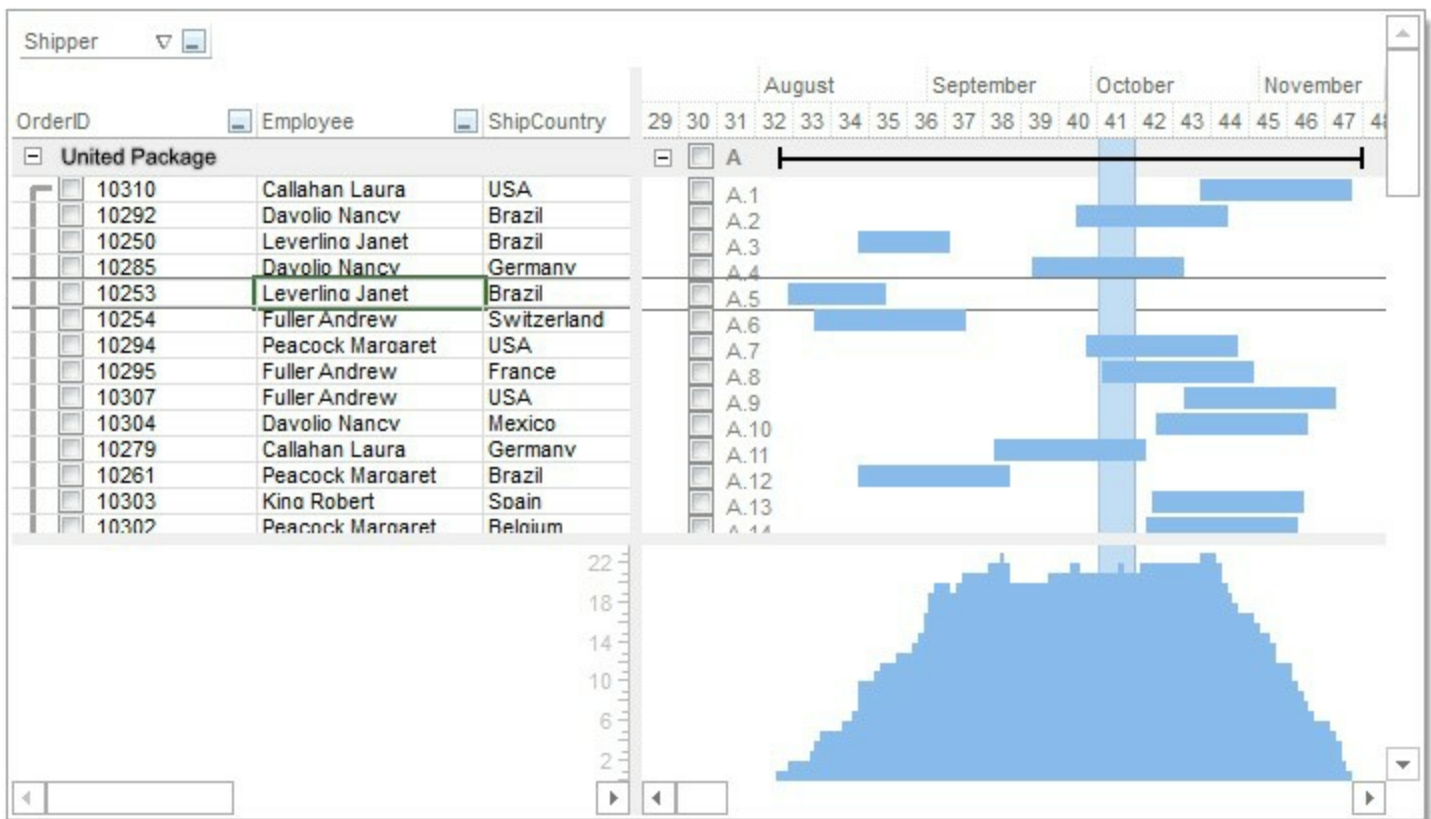 Shipper
August September October November
OrderID Employee ShipCountry 29 30 31 32 33 34 35 36 37 38 39 40 41 42 43 44 45 46 47 48
United Package A
10310 Callahan Laura USA A.1
10292 Davolio Nancy Brazil A.2
10250 Leverling Janet Brazil A.3
10285 Davolio Nancy Germany A.4
10253 Leverling Janet Brazil A.5
10254 Fuller Andrew Switzerland A.6
10294 Peacock Margaret USA A.7
10295 Fuller Andrew France A.8
10307 Fuller Andrew USA A.9
10304 Davolio Nancy Mexico A.10
10279 Callahan Laura Germany A.11
10261 Peacock Margaret Brazil A.12
10303 King Robert Spain A.13
10302 Peacock Margaret Belgium A.14
22
18
14
10
6
2